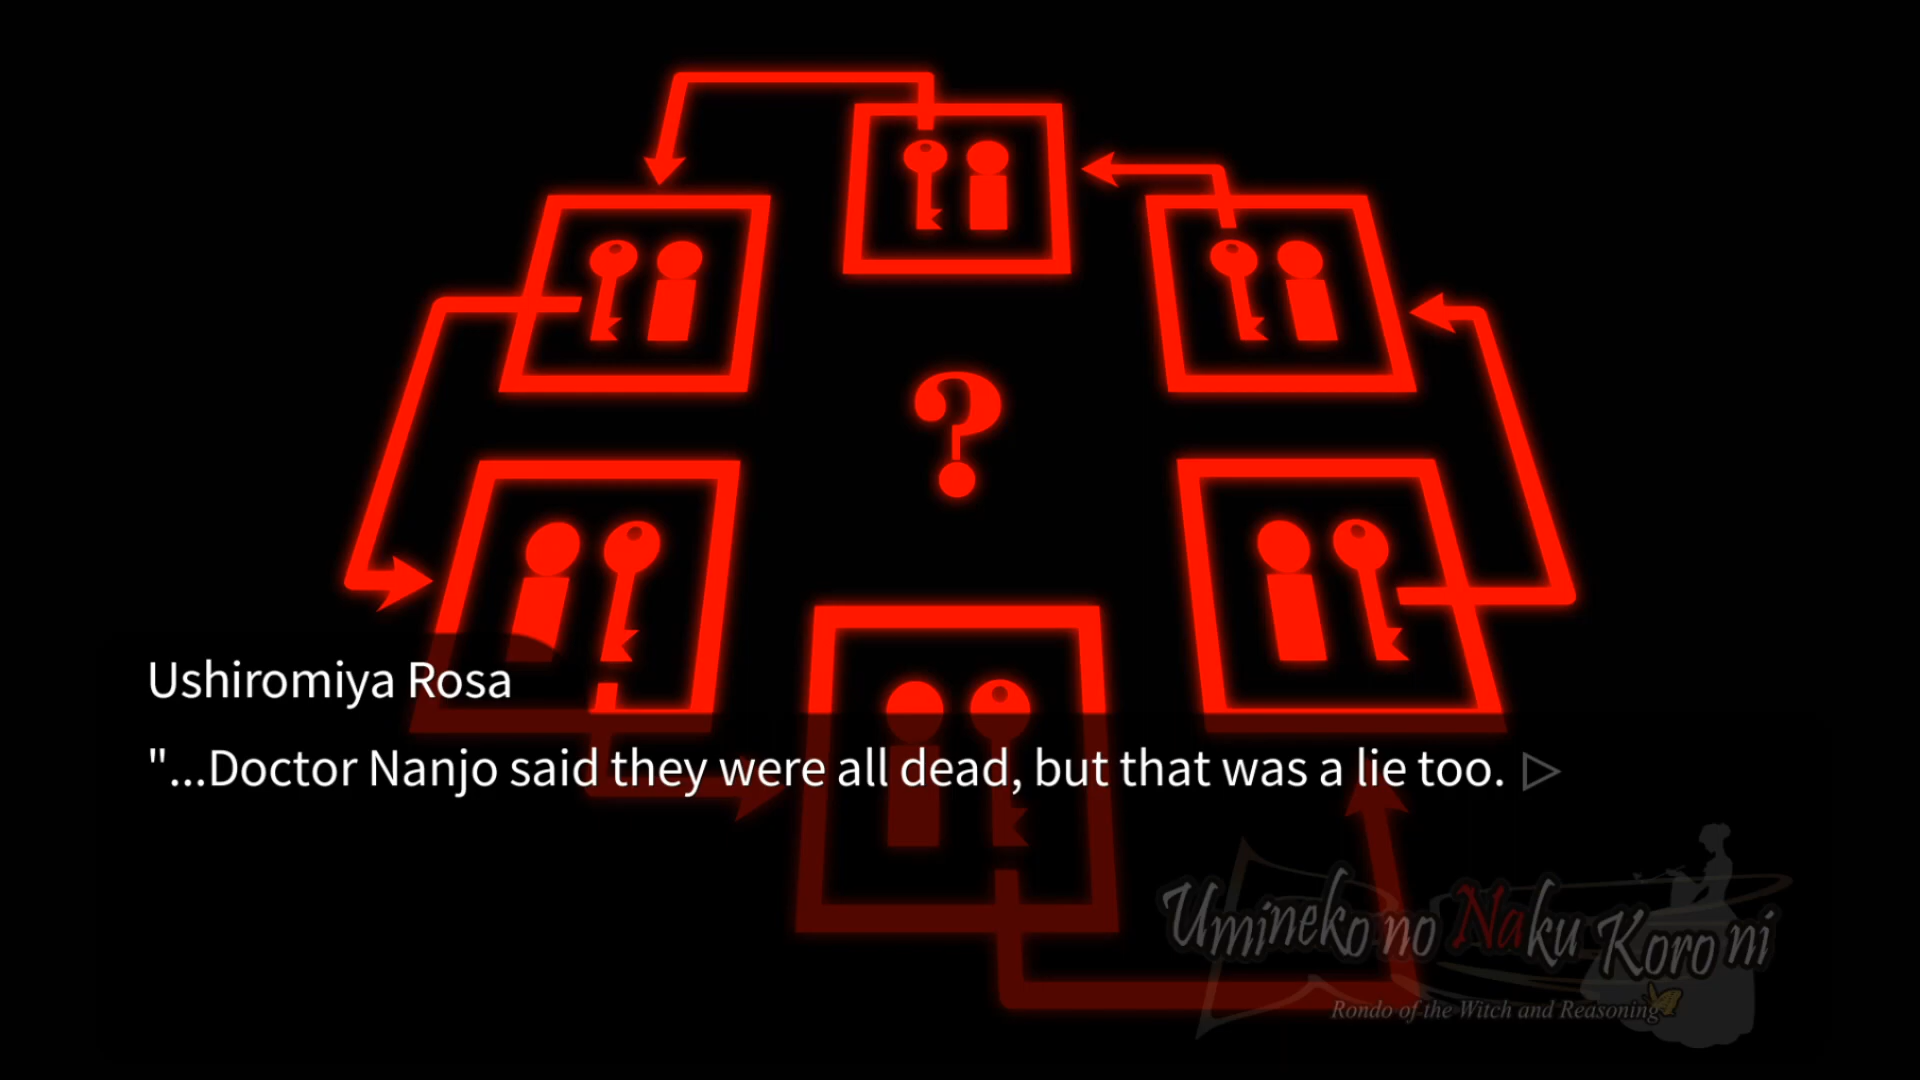 ?
Ushiromiya Rosa
"...Doctor Nanjo said they were all dead, but that was a lie too.
Umineko no Naku Koro ni
Rondo of the Witch and Reasoning